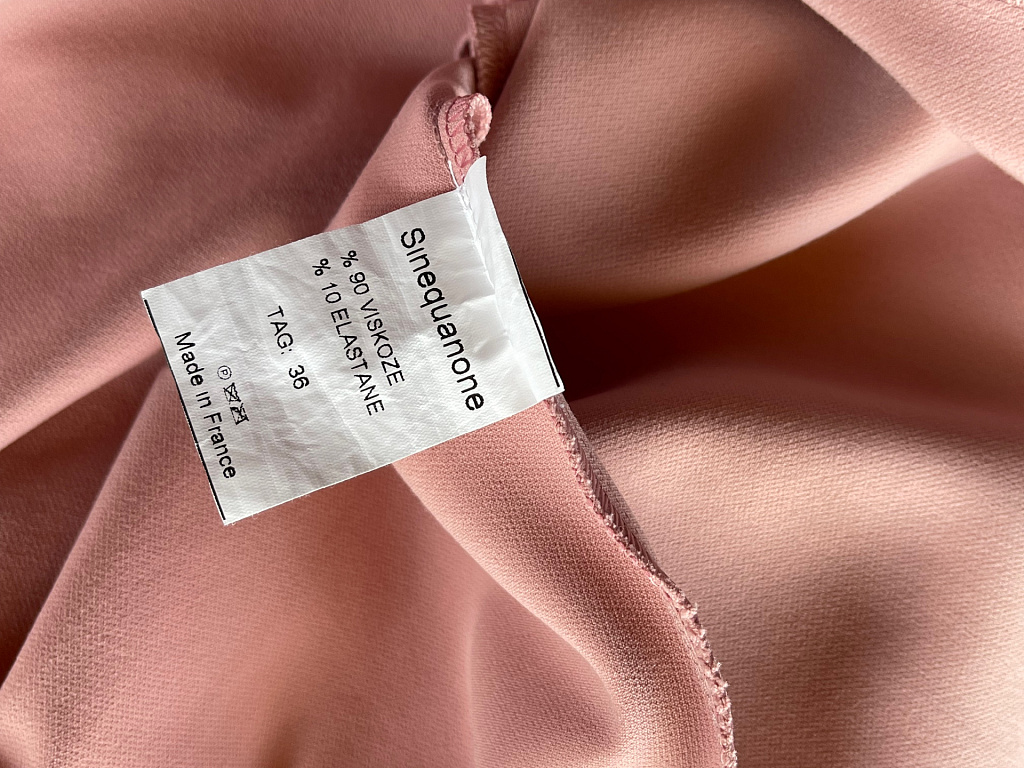 Sinequanone
% 90 VISKOZE
% 10 ELASTANE
TAG: 36
P
Made in France